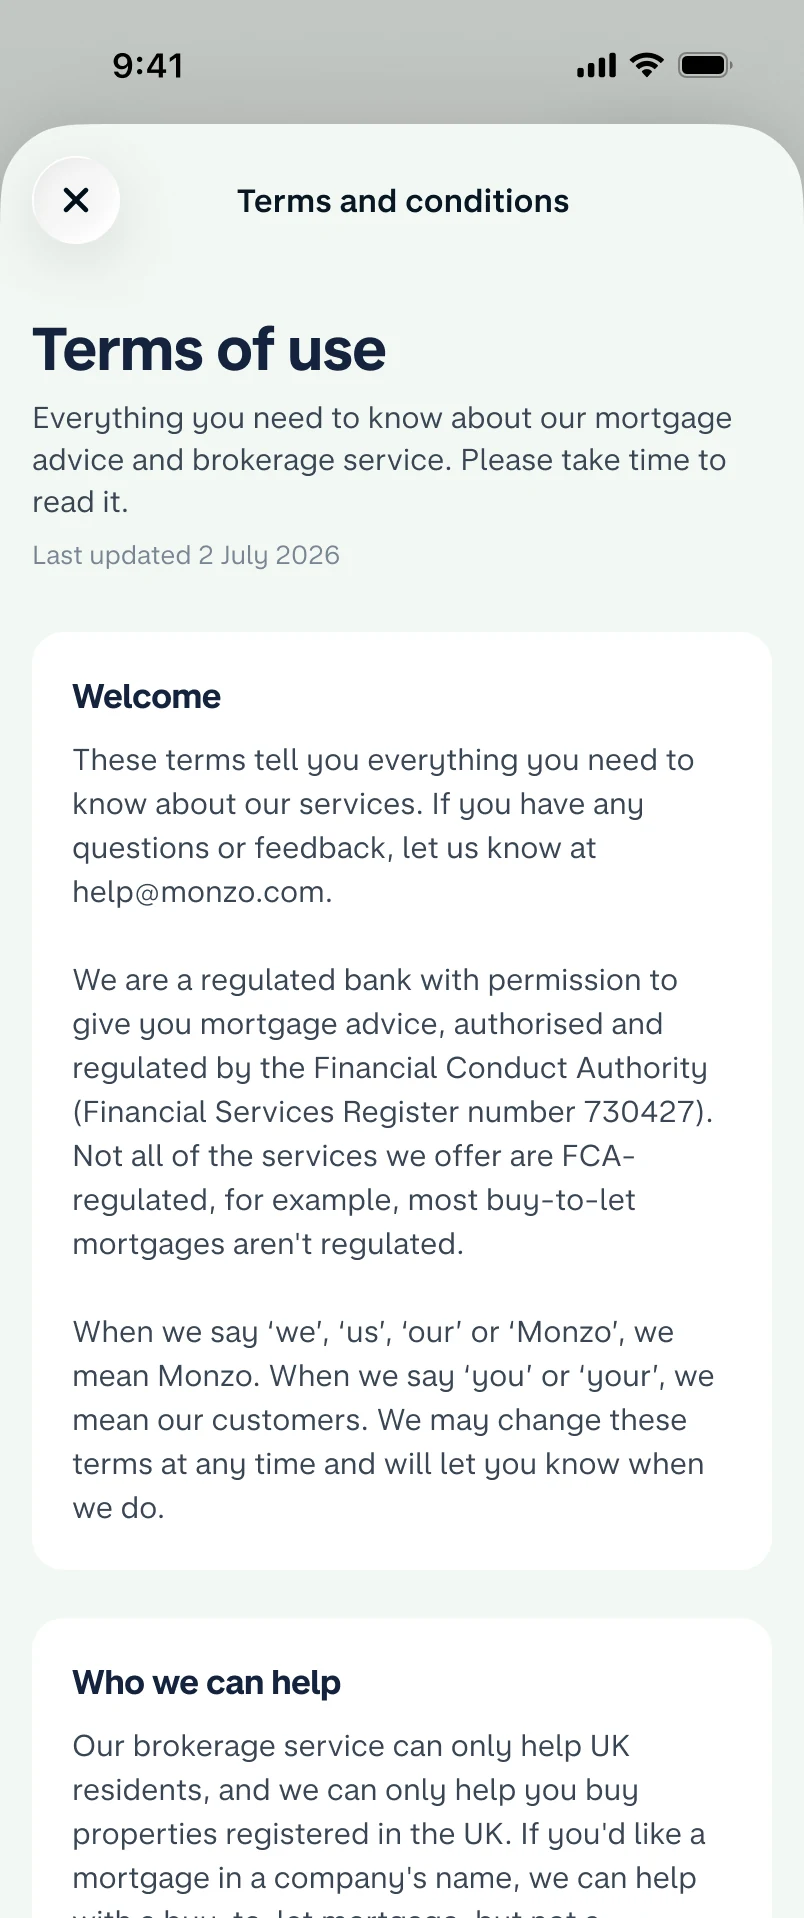 9:41
Terms and conditions
Terms of use
Everything you need to know about our mortgage
advice and brokerage service. Please take time to
read it.
Last updated 2 July 2026
Welcome
These terms tell you everything you need to
know about our services. If you have any
questions or feedback, let us know at
help@monzo.com.
We are a regulated bank with permission to
give you mortgage advice, authorised and
regulated by the Financial Conduct Authority
(Financial Services Register number 730427).
Not all of the services we offer are FCA-
regulated, for example, most buy-to-let
mortgages aren't regulated.
When we say ‘we’, ‘us’, ‘our’ or ‘Monzo’, we
mean Monzo. When we say ‘you’ or ‘your’, we
mean our customers. We may change these
terms at any time and will let you know when
we do.
Who we can help
Our brokerage service can only help UK
residents, and we can only help you buy
properties registered in the UK. If you'd like a
mortgage in a company's name, we can help
with a buy-to-let mortgage, but not a